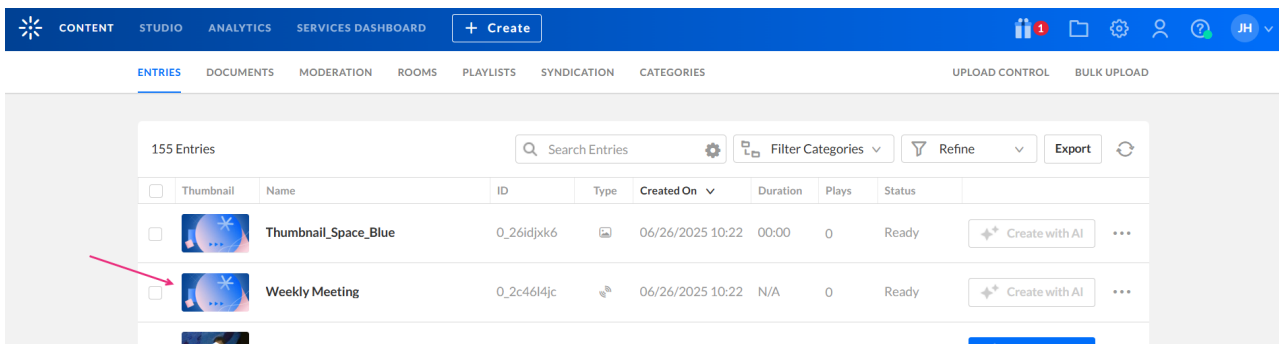 CONTENT STUDIO ANALYTICS SERVICES DASHBOARD + Create 1 JH
ENTRIES DOCUMENTS MODERATION ROOMS PLAYLISTS SYNDICATION CATEGORIES UPLOAD CONTROL BULK UPLOAD
155 Entries Search Entries Filter Categories Refine Export
Thumbnail Name ID Type Created On Duration Plays Status
Thumbnail_Space_Blue 0_26idjxk6 06/26/2025 10:22 00:00 0 Ready Create with AI
Weekly Meeting 0_2c46l4jc 06/26/2025 10:22 N/A 0 Ready Create with AI